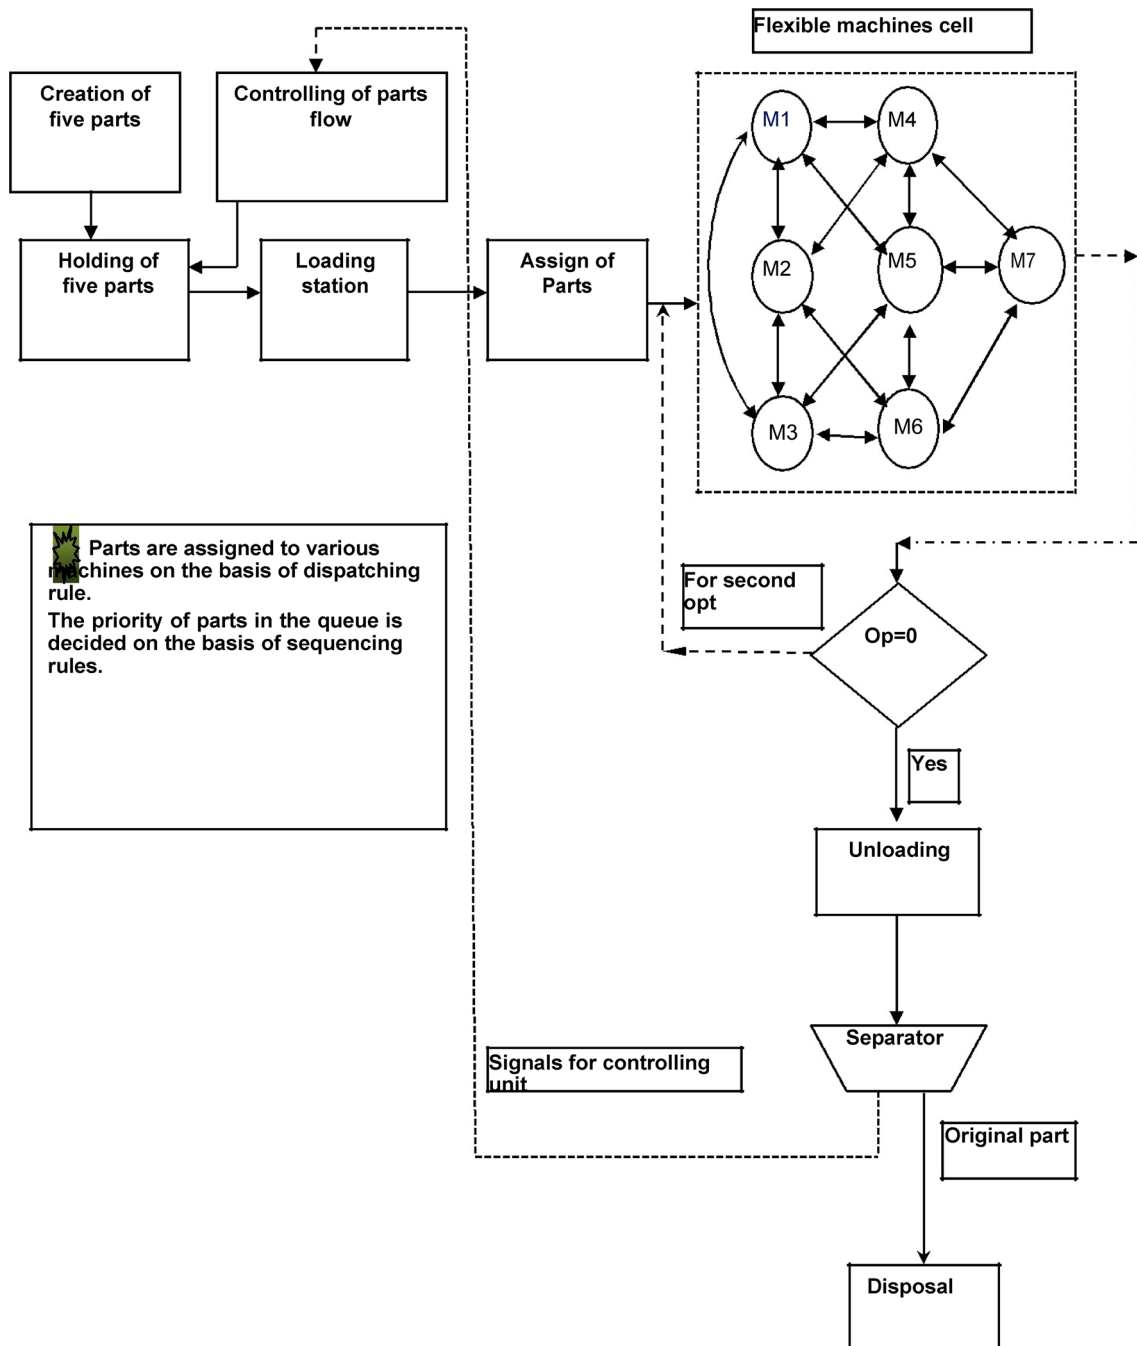 Flexible machines cell
Creation of
five parts
Controlling of parts
flow
M1
M4
Holding of
five parts
Loading
station
Assign of
Parts
M2
M5
M7
M3
M6
Parts are assigned to various
machines on the basis of dispatching
rule.
The priority of parts in the queue is
decided on the basis of sequencing
rules.
For second
opt
Op=0
Yes
Unloading
Separator
Signals for controlling
unit
Original part
Disposal